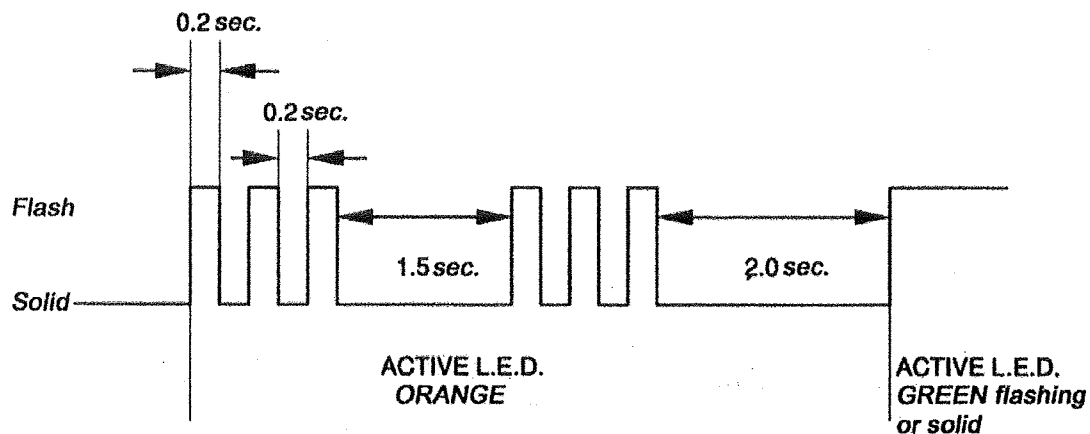 0.2 sec.
0.2 sec.
Flash
1.5 sec.
2.0 sec.
Solid
ACTIVE L.E.D.
ORANGE
ACTIVE L.E.D.
GREEN flashing
or solid